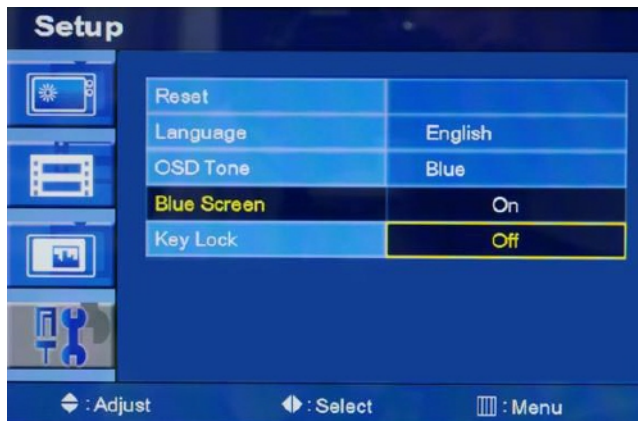 Setup
Reset
Language English
OSD Tone Blue
Blue Screen On
Key Lock Off
: Adjust : Select : Menu